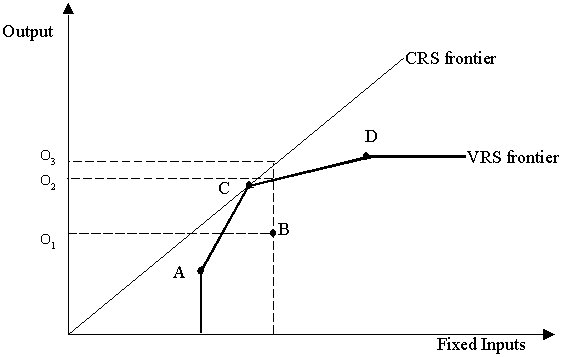 Output
CRS frontier
D
O3
VRS frontier
O2
C
B
O1
A
Fixed Inputs